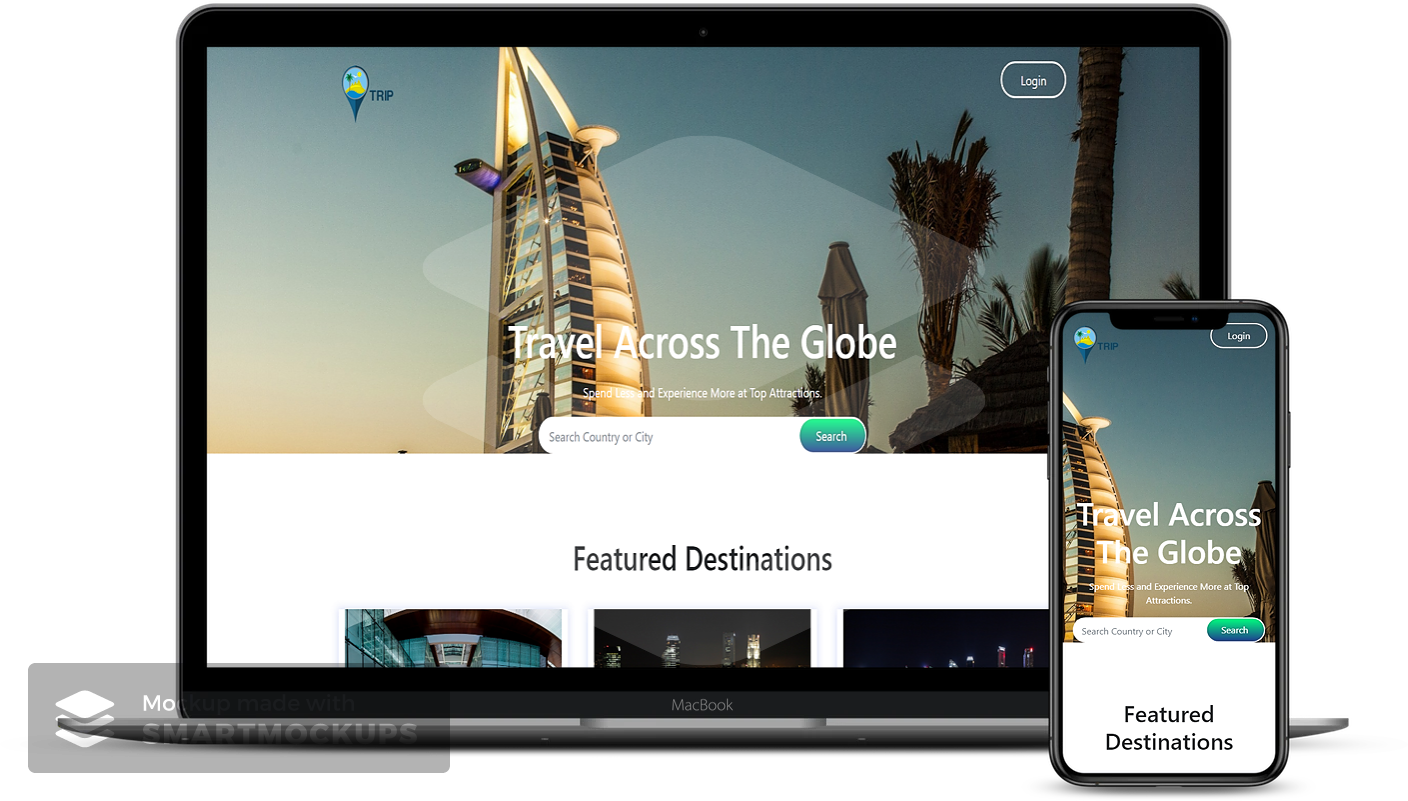 TRIP
Login
Travel Across The Globe
Spend Less and Experience More at Top Attractions.
Search Country or City
Search
Featured Destinations
MacBook
TRIP
Login
Travel Across
The Globe
Spend Less and Experience More at Top
Attractions.
Search Country or City
Search
Featured
Destinations
Mockup made with
SMARTMOCKUPS